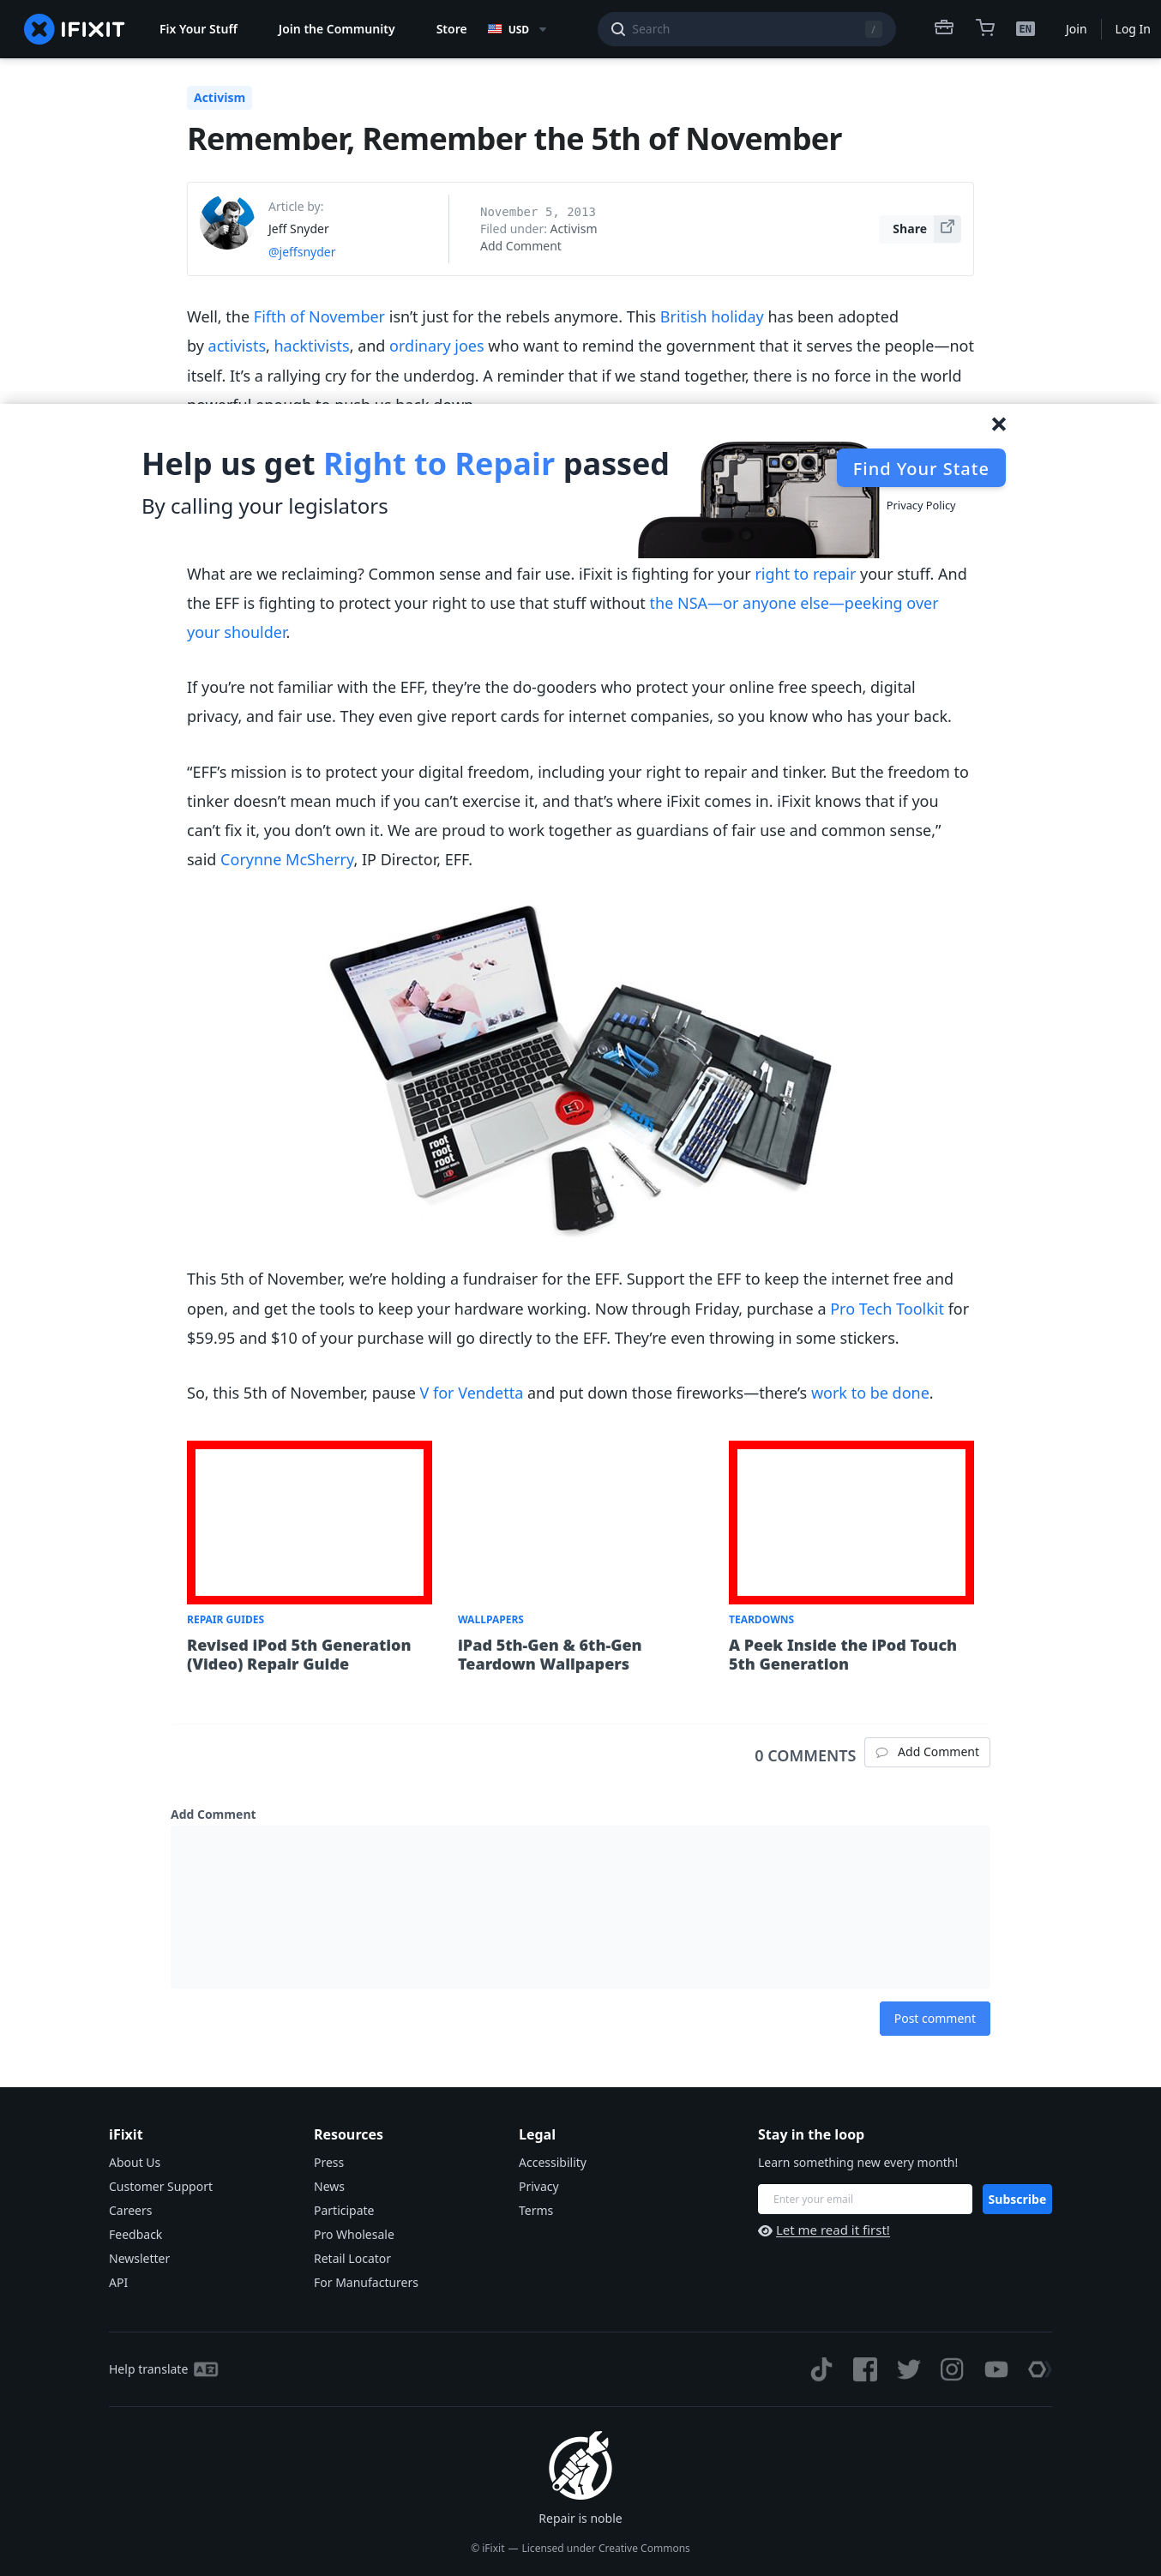 IFIXIT
Fix Your Stuff
Join the Community
Store
USD
Search
/
EN
Join
Log In
Activism
Remember, Remember the 5th of November
Article by:
Jeff Snyder
@jeffsnyder
November 5, 2013
Filed under: Activism
Add Comment
Share
Well, the Fifth of November isn’t just for the rebels anymore. This British holiday has been adopted
by activists, hacktivists, and ordinary joes who want to remind the government that it serves the people—not
itself. It’s a rallying cry for the underdog. A reminder that if we stand together, there is no force in the world
powerful enough to push us back down.
Help us get Right to Repair passed
By calling your legislators
Find Your State
Privacy Policy
What are we reclaiming? Common sense and fair use. iFixit is fighting for your right to repair your stuff. And
the EFF is fighting to protect your right to use that stuff without the NSA—or anyone else—peeking over
your shoulder.
If you’re not familiar with the EFF, they’re the do-gooders who protect your online free speech, digital
privacy, and fair use. They even give report cards for internet companies, so you know who has your back.
“EFF’s mission is to protect your digital freedom, including your right to repair and tinker. But the freedom to
tinker doesn’t mean much if you can’t exercise it, and that’s where iFixit comes in. iFixit knows that if you
can’t fix it, you don’t own it. We are proud to work together as guardians of fair use and common sense,”
said Corynne McSherry, IP Director, EFF.
root
root
root
iFixit
This 5th of November, we’re holding a fundraiser for the EFF. Support the EFF to keep the internet free and
open, and get the tools to keep your hardware working. Now through Friday, purchase a Pro Tech Toolkit for
$59.95 and $10 of your purchase will go directly to the EFF. They’re even throwing in some stickers.
So, this 5th of November, pause V for Vendetta and put down those fireworks—there’s work to be done.
REPAIR GUIDES
Revised iPod 5th Generation
(Video) Repair Guide
WALLPAPERS
iPad 5th-Gen & 6th-Gen
Teardown Wallpapers
TEARDOWNS
A Peek Inside the iPod Touch
5th Generation
0 COMMENTS
Add Comment
Add Comment
Post comment
iFixit
About Us
Customer Support
Careers
Feedback
Newsletter
API
Resources
Press
News
Participate
Pro Wholesale
Retail Locator
For Manufacturers
Legal
Accessibility
Privacy
Terms
Stay in the loop
Learn something new every month!
Enter your email
Subscribe
Let me read it first!
Help translate
Repair is noble
© iFixit — Licensed under Creative Commons